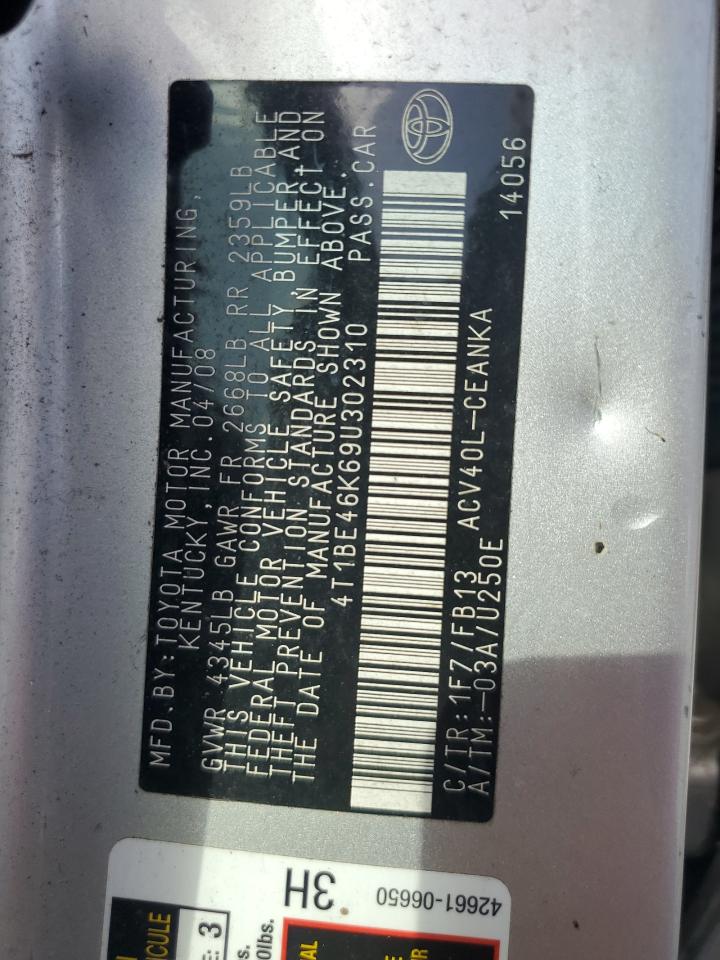 MFD.BY:TOYOTA MOTOR MANUFACTURING,
KENTUCKY,INC.04/08
GVWR 4345LB GAWR FR 2668LB RR 2359LB
THIS VEHICLE CONFORMS TO ALL APPLICABLE
FEDERAL MOTOR VEHICLE SAFETY, BUMPER AND
THEFT PREVENTION STANDARDS IN EFFECT ON
THE DATE OF MANUFACTURE SHOWN ABOVE.
4T1BE46K69U302310 PASS.CAR
C/TR:1F7/FB13 ACV40L-CEANKA
A/TM:-03A/U250E 14056
3H
42661-06650
3